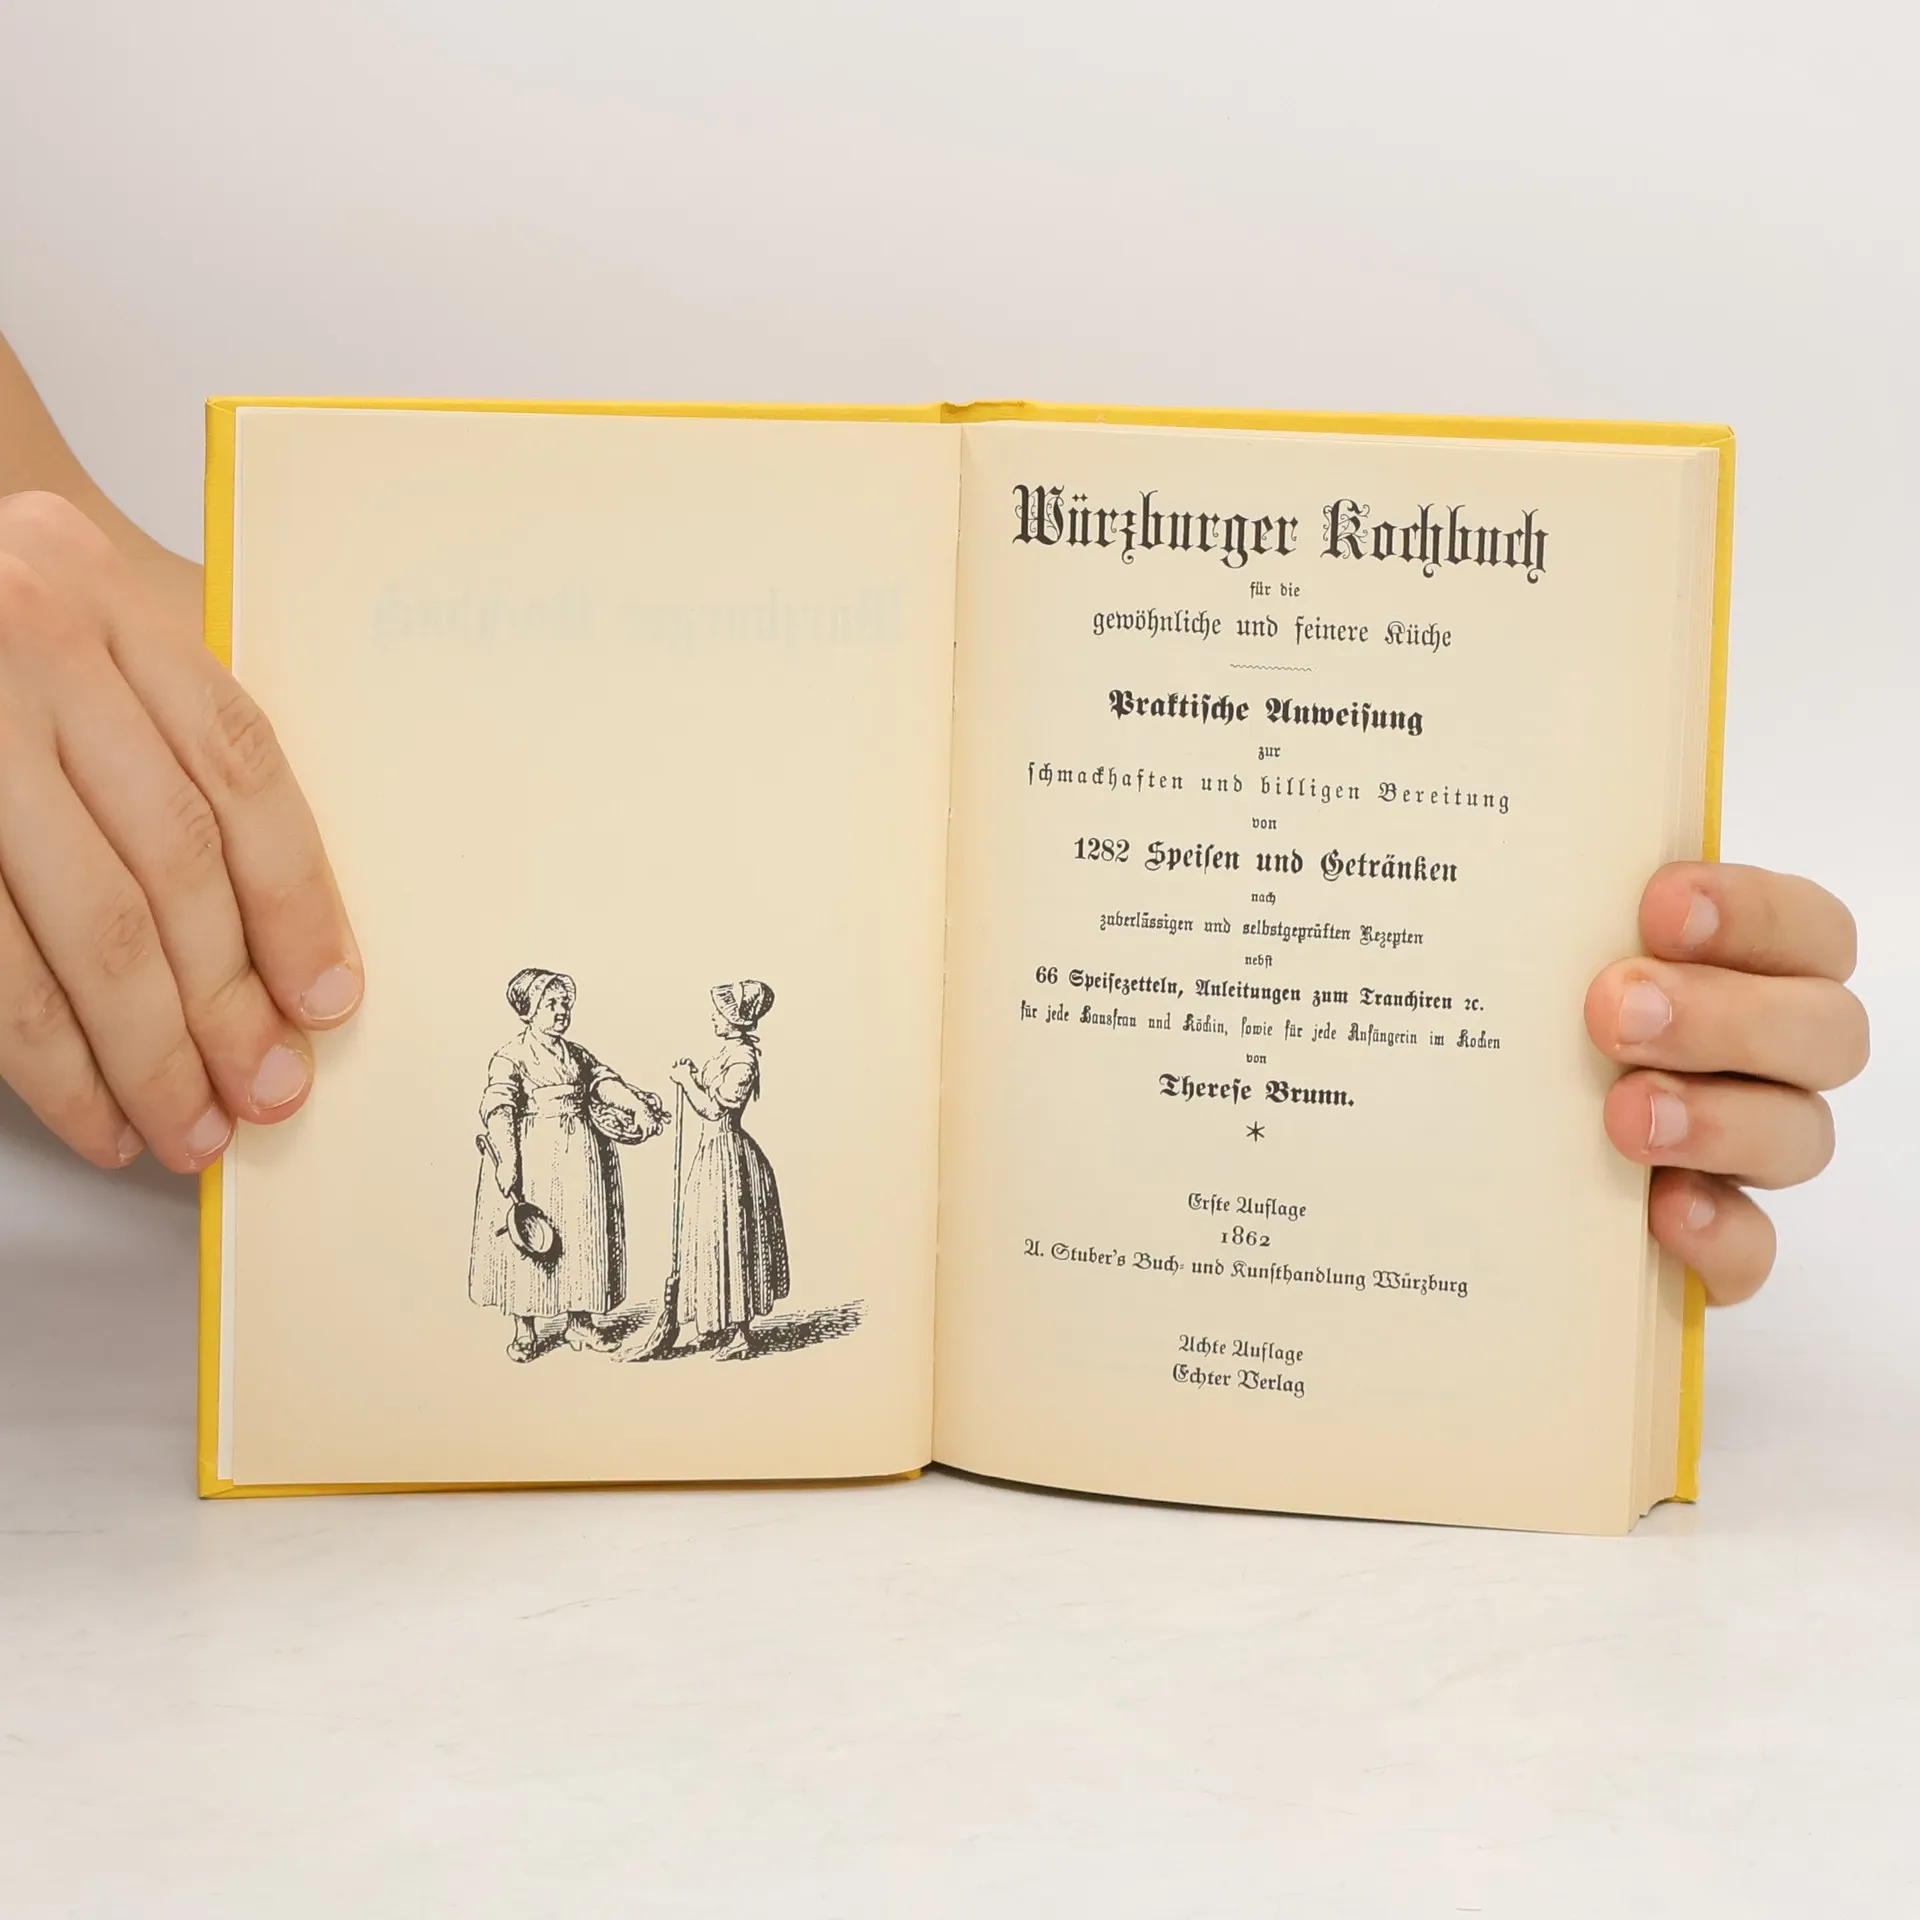 Würzburger Kochbuch
für die
gewöhnliche und feinere Küche
Praktiſche Anweiſung
zur
ſchmackhaften und billigen Bereitung
von
1282 Speiſen und Getränken
nach
zuverlässigen und selbstgeprüften Rezepten
nebſt
66 Speiſezetteln, Anleitungen zum Tranchiren ꝛc.
für jede Hausfrau und Köchin, ſowie für jede Anfängerin im Kochen
von
Thereſe Brunn.
*
Erſte Auflage
1862
A. Stuber's Buch- und Kunſthandlung Würzburg
Achte Auflage
Echter Verlag